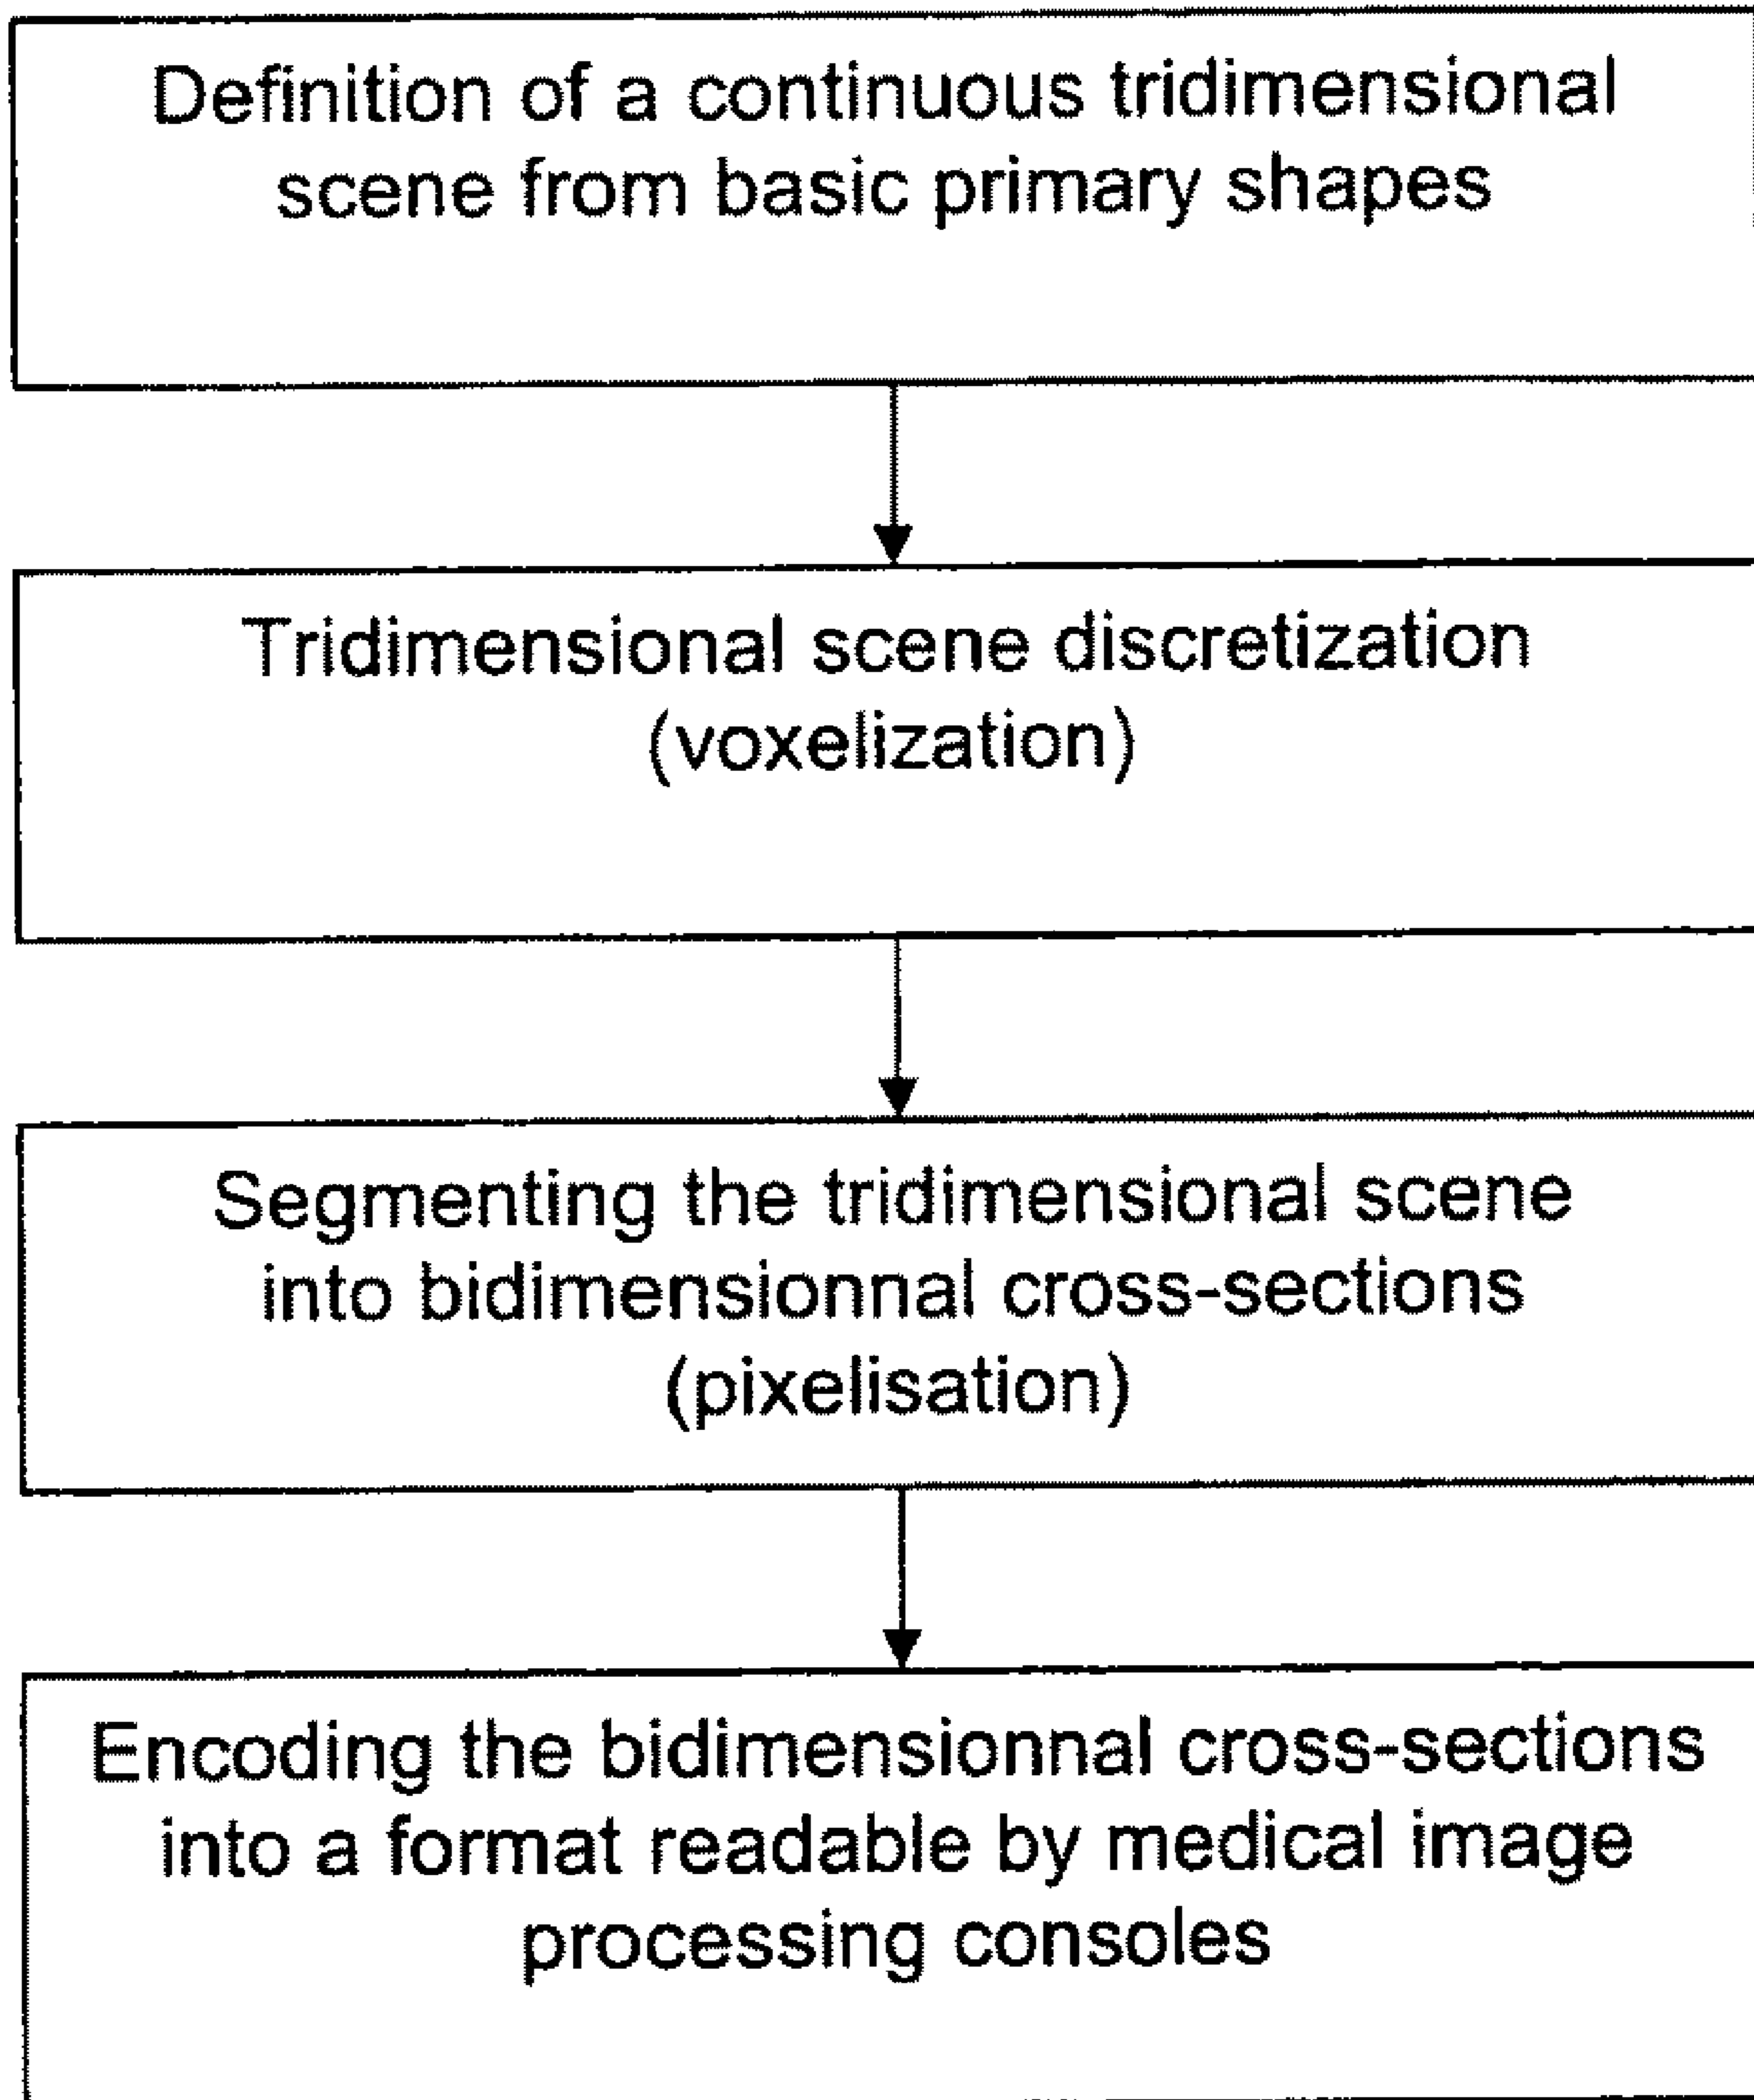 Definition of a continuous tridimensional
scene from basic primary shapes
Tridimensional scene discretization
(voxelization)
Segmenting the tridimensional scene
into bidimensionnal cross-sections
(pixelisation)
Encoding the bidimensionnal cross-sections
into a format readable by medical image
processing consoles